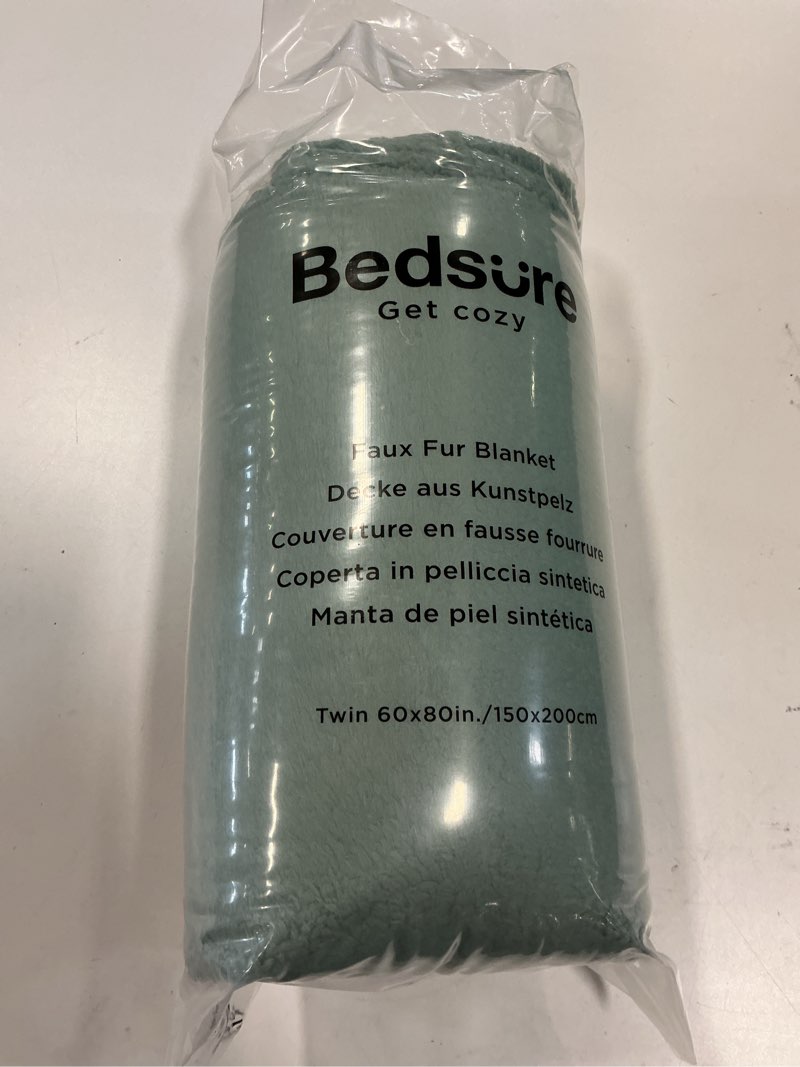 Bedsüre
Get cozy
Faux Fur Blanket
Decke aus Kunstpelz
Couverture en fausse fourrure
Coperta in pelliccia sintetica
Manta de piel sintética
Twin 60x80in./150x200cm